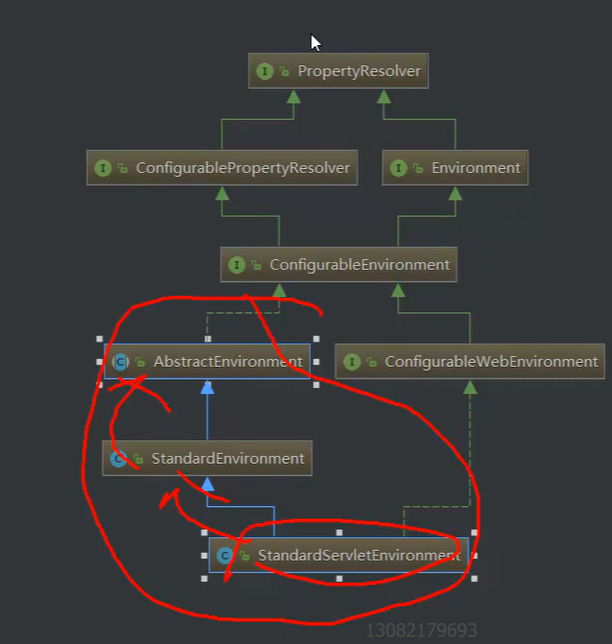 PropertyResolver
ConfigurablePropertyResolver
Environment
ConfigurableEnvironment
AbstractEnvironment
ConfigurableWebEnvironment
StandardEnvironment
StandardServletEnvironment
13082179693